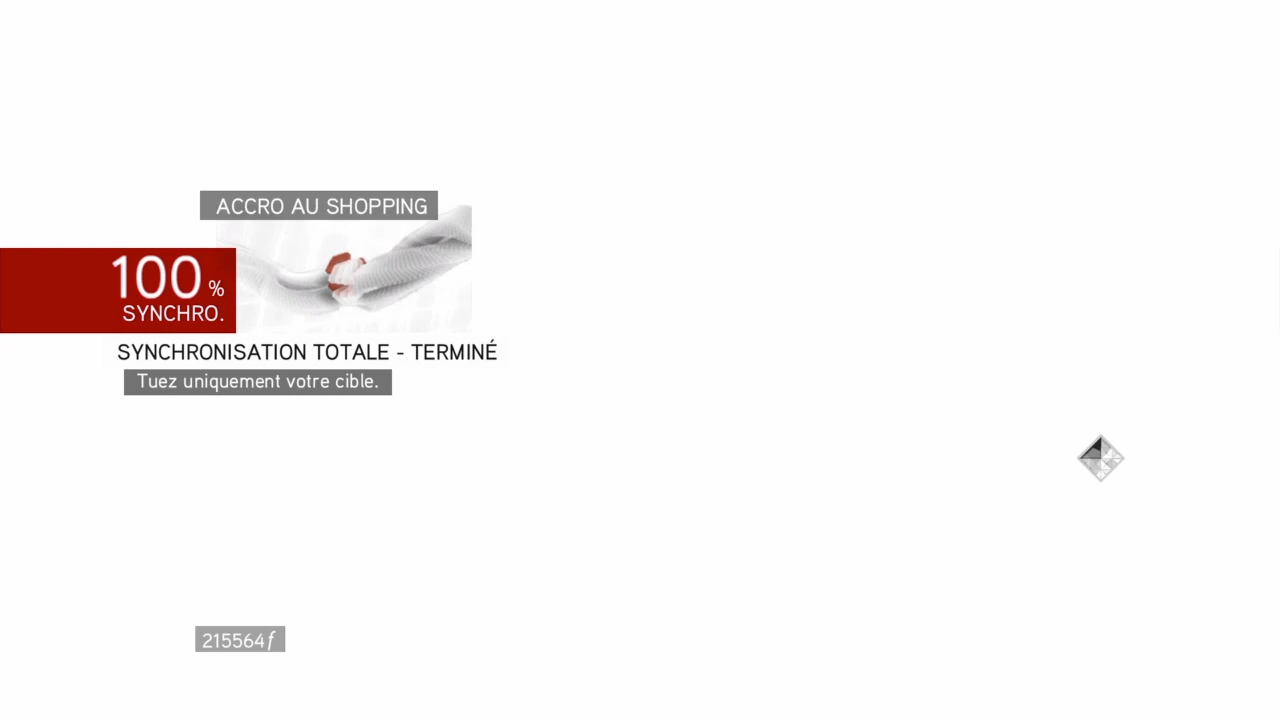 ACCRO AU SHOPPING
100 %
SYNCHRO.
SYNCHRONISATION TOTALE - TERMINÉ
Tuez uniquement votre cible.
215564ƒ